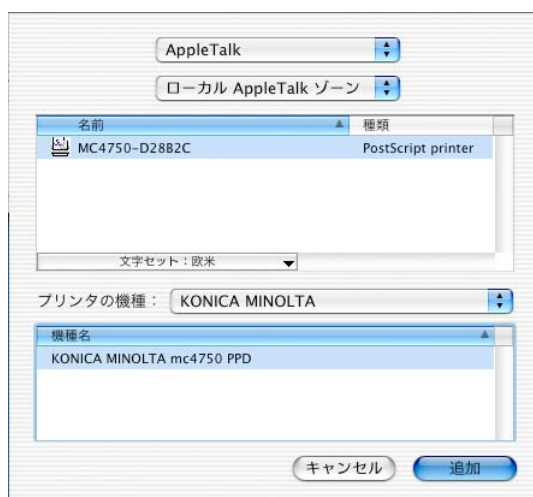 AppleTalk
ローカル AppleTalk ゾーン
名前 種類
MC4750-D28B2C PostScript printer
文字セット：欧米
プリンタの機種： KONICA MINOLTA
機種名
KONICA MINOLTA mc4750 PPD
キャンセル 追加